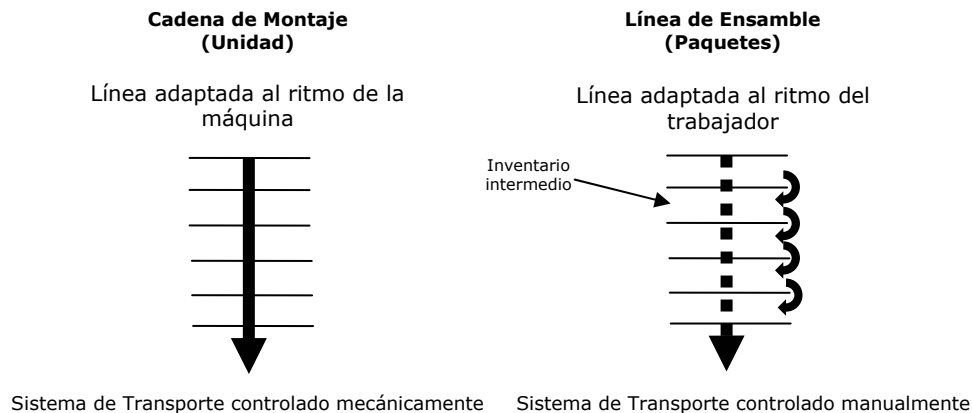 Cadena de Montaje
(Unidad)
Línea adaptada al ritmo de la
máquina
Sistema de Transporte controlado mecánicamente
Línea de Ensamble
(Paquetes)
Línea adaptada al ritmo del
trabajador
Inventario
intermedio
Sistema de Transporte controlado manualmente